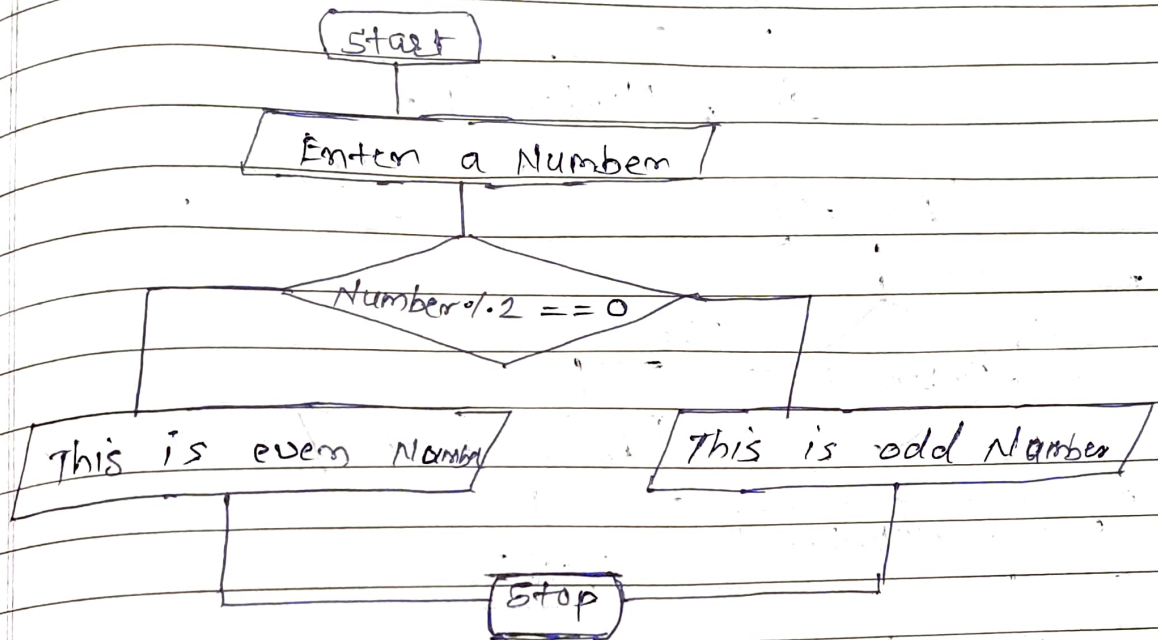 Start
Enter a Number
Number % 2 == 0
This is even Number
This is odd Number
Stop